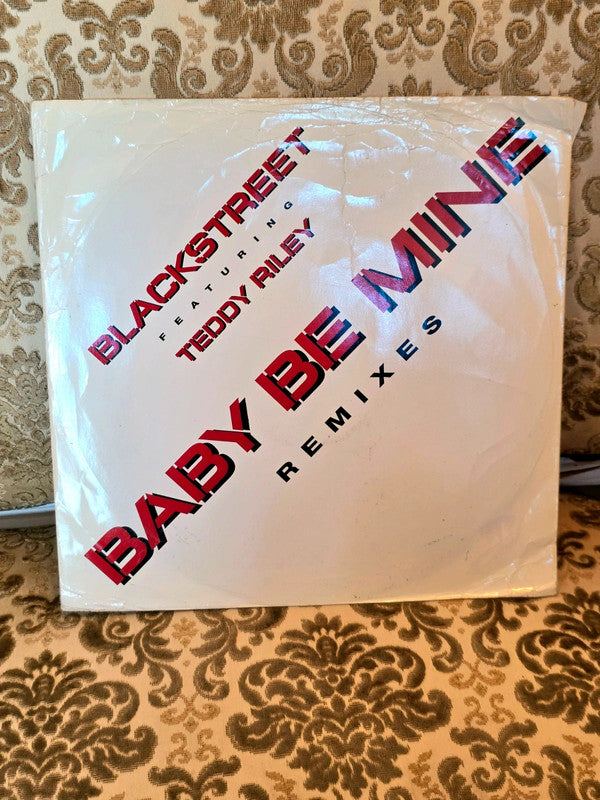 BLACKSTREET
FEATURING
TEDDY RILEY
BABY BE MINE
REMIXES